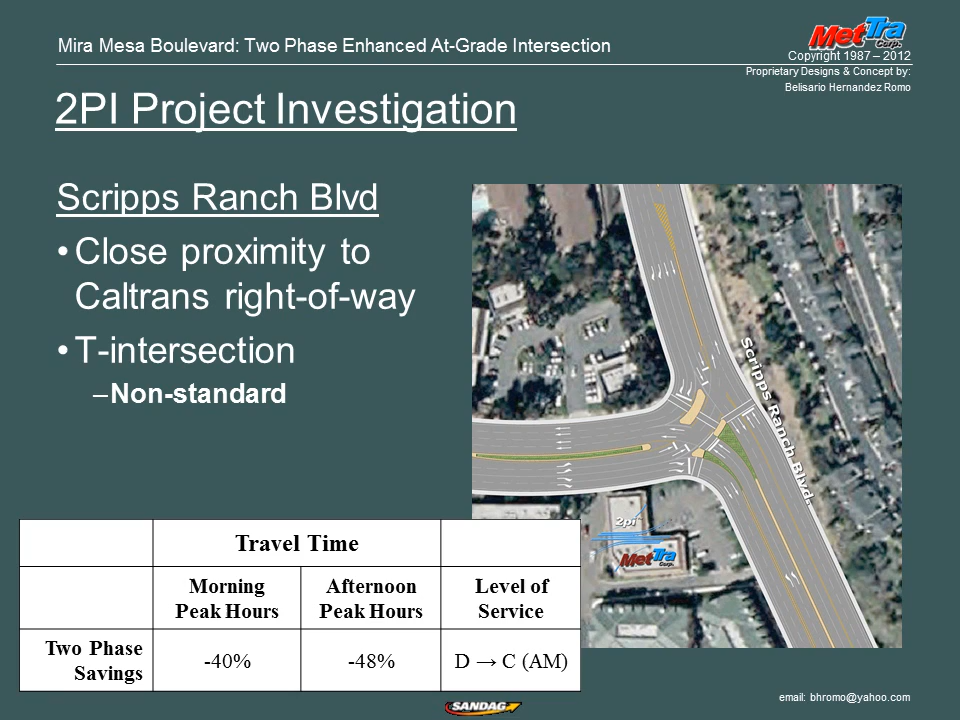 Mira Mesa Boulevard: Two Phase Enhanced At-Grade Intersection
MetTra
Corp.
Copyright 1987 – 2012
Proprietary Designs & Concept by:
Belisario Hernandez Romo
2PI Project Investigation
Scripps Ranch Blvd
•Close proximity to
Caltrans right-of-way
•T-intersection
–Non-standard
Scripps Ranch Blvd.
2pi
MetTra
Corp.
Travel Time
Morning Peak Hours
Afternoon Peak Hours
Level of Service
Two Phase Savings
-40%
-48%
D → C (AM)
SANDAG
email: bhromo@yahoo.com